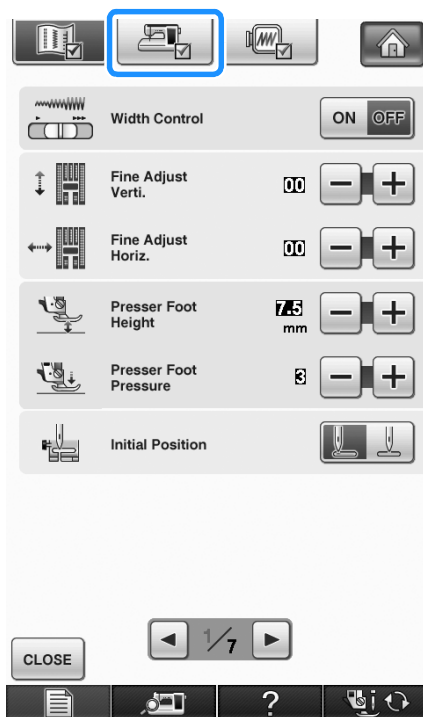 Width Control
ON OFF
Fine Adjust
Verti.
00
− +
Fine Adjust
Horiz.
00
− +
Presser Foot
Height
7.5
mm
− +
Presser Foot
Pressure
3
− +
Initial Position
1/7
CLOSE
?